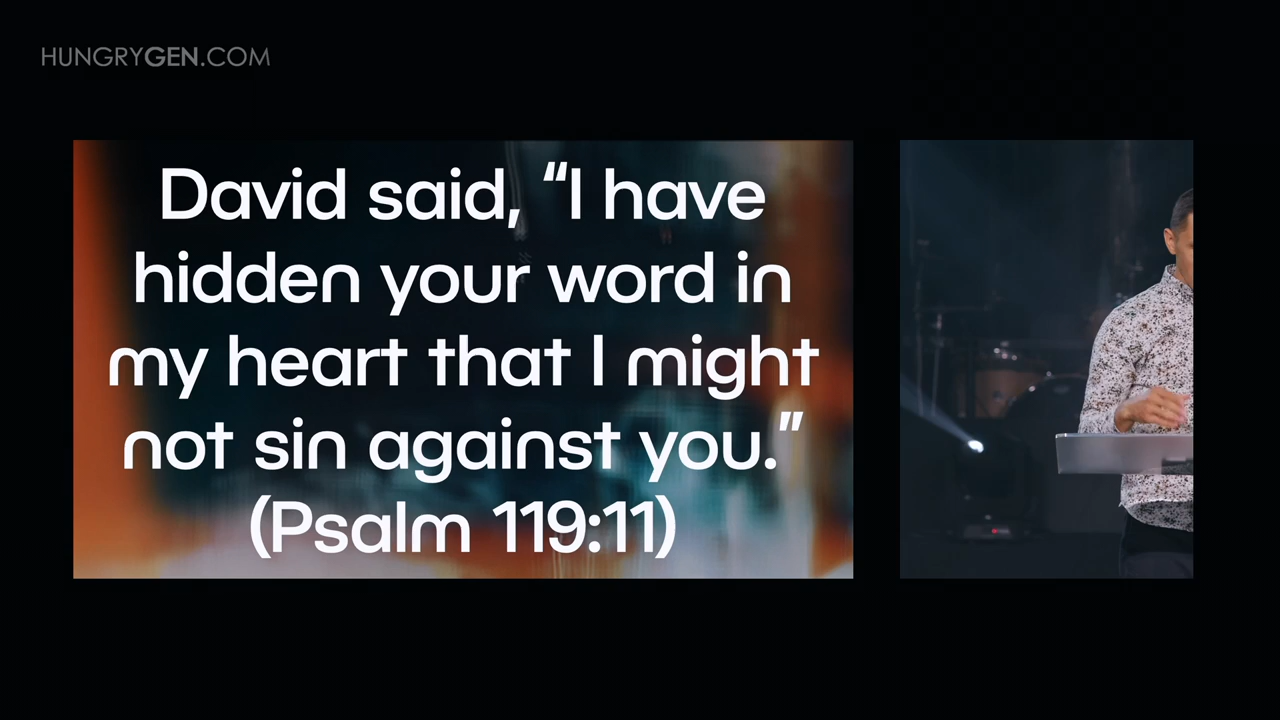 HUNGRYGEN.COM
David said, “I have
hidden your word in
my heart that I might
not sin against you.”
(Psalm 119:11)